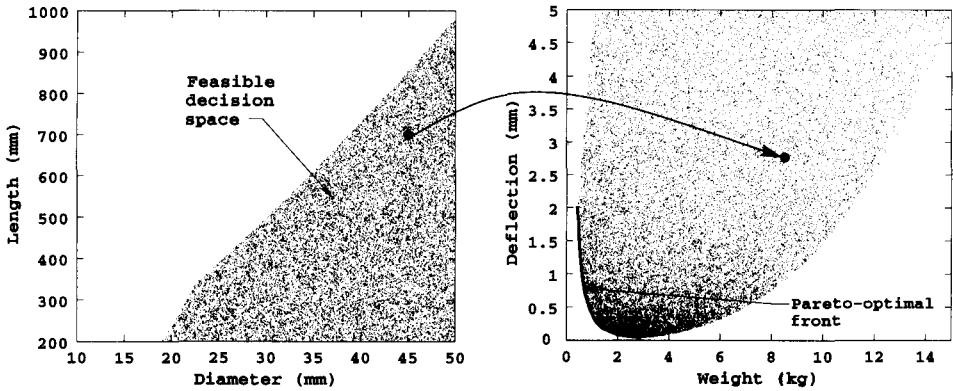 1000
900
800
700
600
500
400
300
200
Length (mm)
Feasible
decision
space
10 15 20 25 30 35 40 45 50
Diameter (mm)
5
4.5
4
3.5
3
2.5
2
1.5
1
0.5
0
Deflection (mm)
Pareto-optimal
front
0 2 4 6 8 10 12 14
Weight (kg)